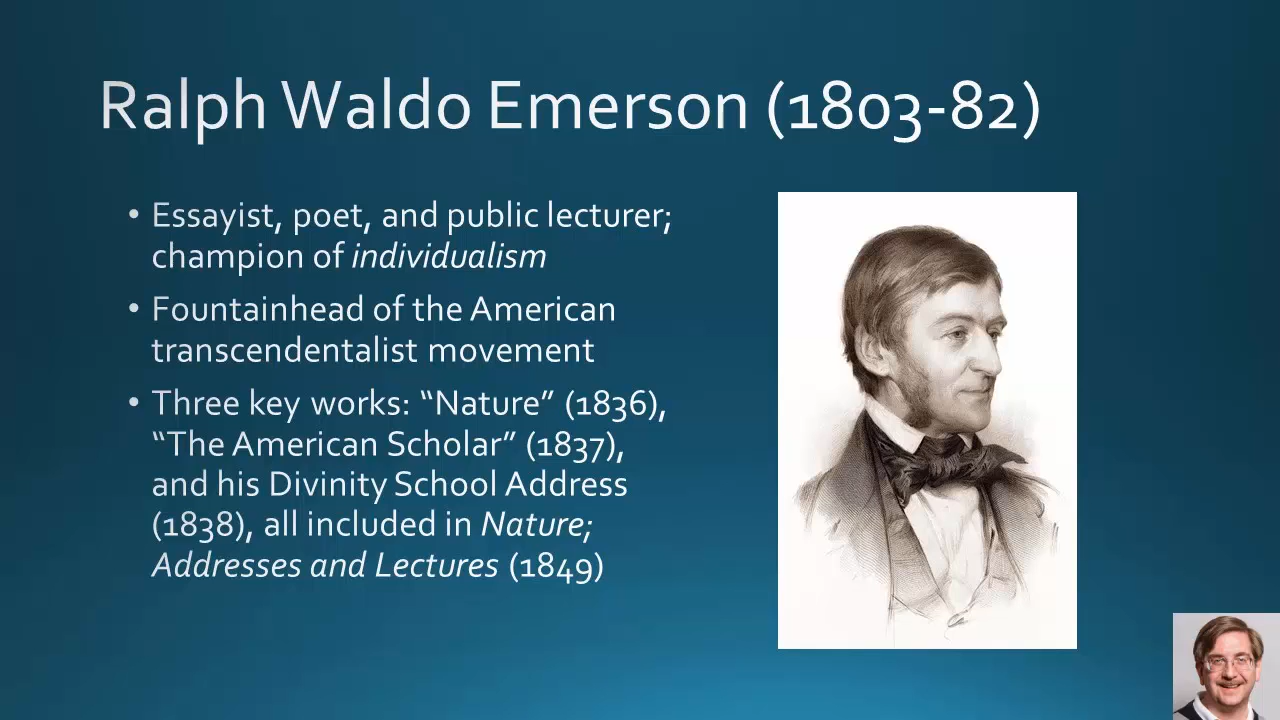 Ralph Waldo Emerson (1803-82)
• Essayist, poet, and public lecturer;
champion of individualism
• Fountainhead of the American
transcendentalist movement
• Three key works: “Nature” (1836),
“The American Scholar” (1837),
and his Divinity School Address
(1838), all included in Nature;
Addresses and Lectures (1849)